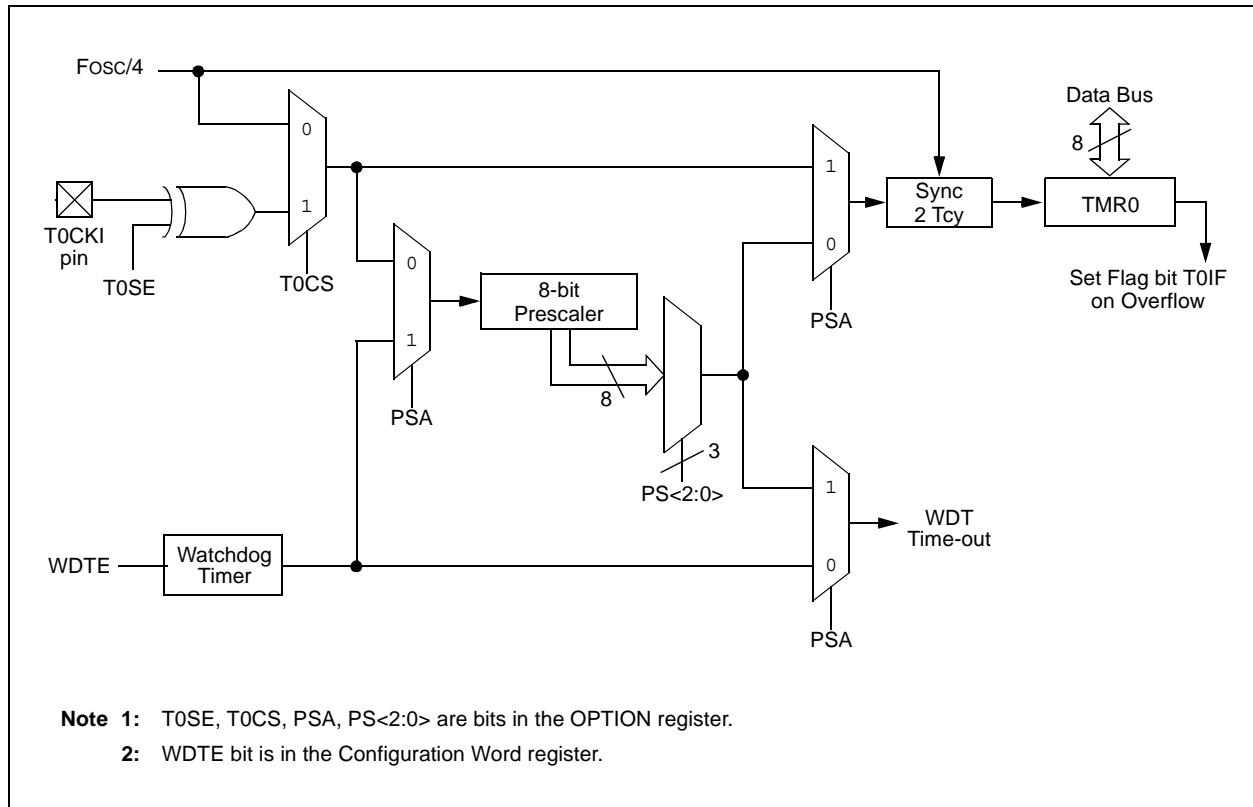 FOSC/4
Data Bus
8
0
1
1
0
T0CKI
pin
T0SE
T0CS
Sync
2 Tcy
TMR0
Set Flag bit T0IF
on Overflow
0
1
PSA
8-bit
Prescaler
8
PSA
3
PS<2:0>
1
0
WDT
Time-out
WDTE
Watchdog
Timer
PSA
Note 1: T0SE, T0CS, PSA, PS<2:0> are bits in the OPTION register.
2: WDTE bit is in the Configuration Word register.